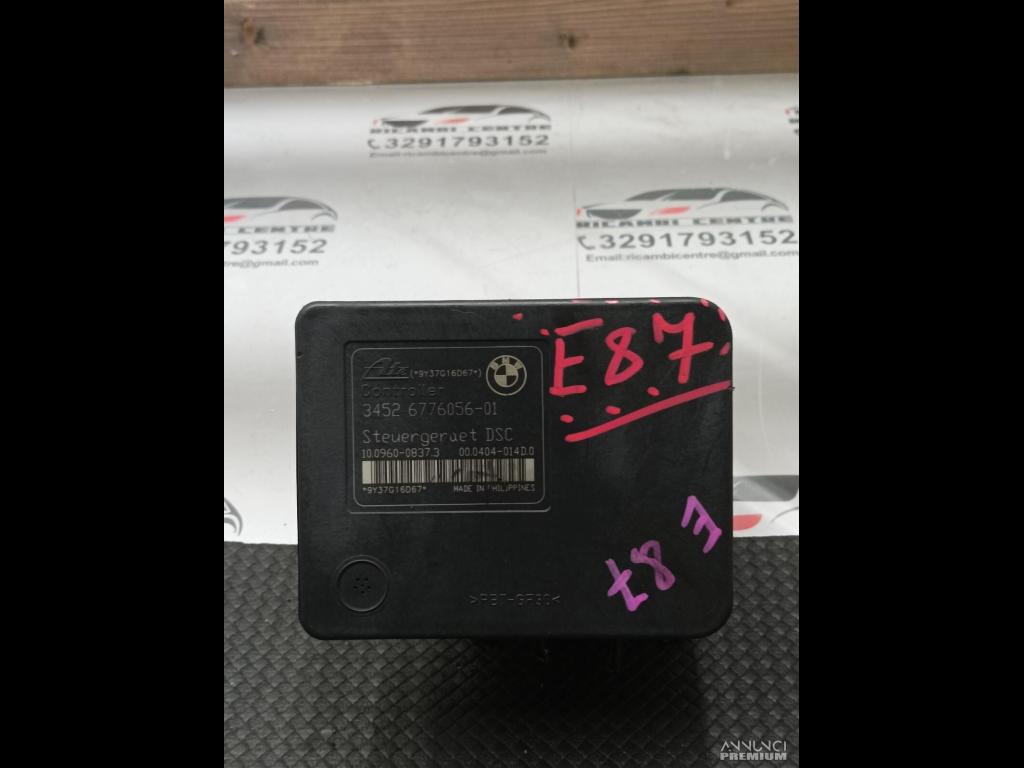 RICAMBI CENTRE
3291793152
Email:ricambicentre@gmail.com
RICAMBI CENTRE
3291793152
Email:ricambicentre@gmail.com
793152
@gmail.com
E87
Ate (*9Y37G16D67*)
BMW
Controller
3452 6776056-01
Steuergeraet DSC
10.0960-0837.3 00.0404-014D.0
*9Y37G16D67* MADE IN PHILIPPINES
E 87
>PBT-GF30<
ANNUNCI
PREMIUM